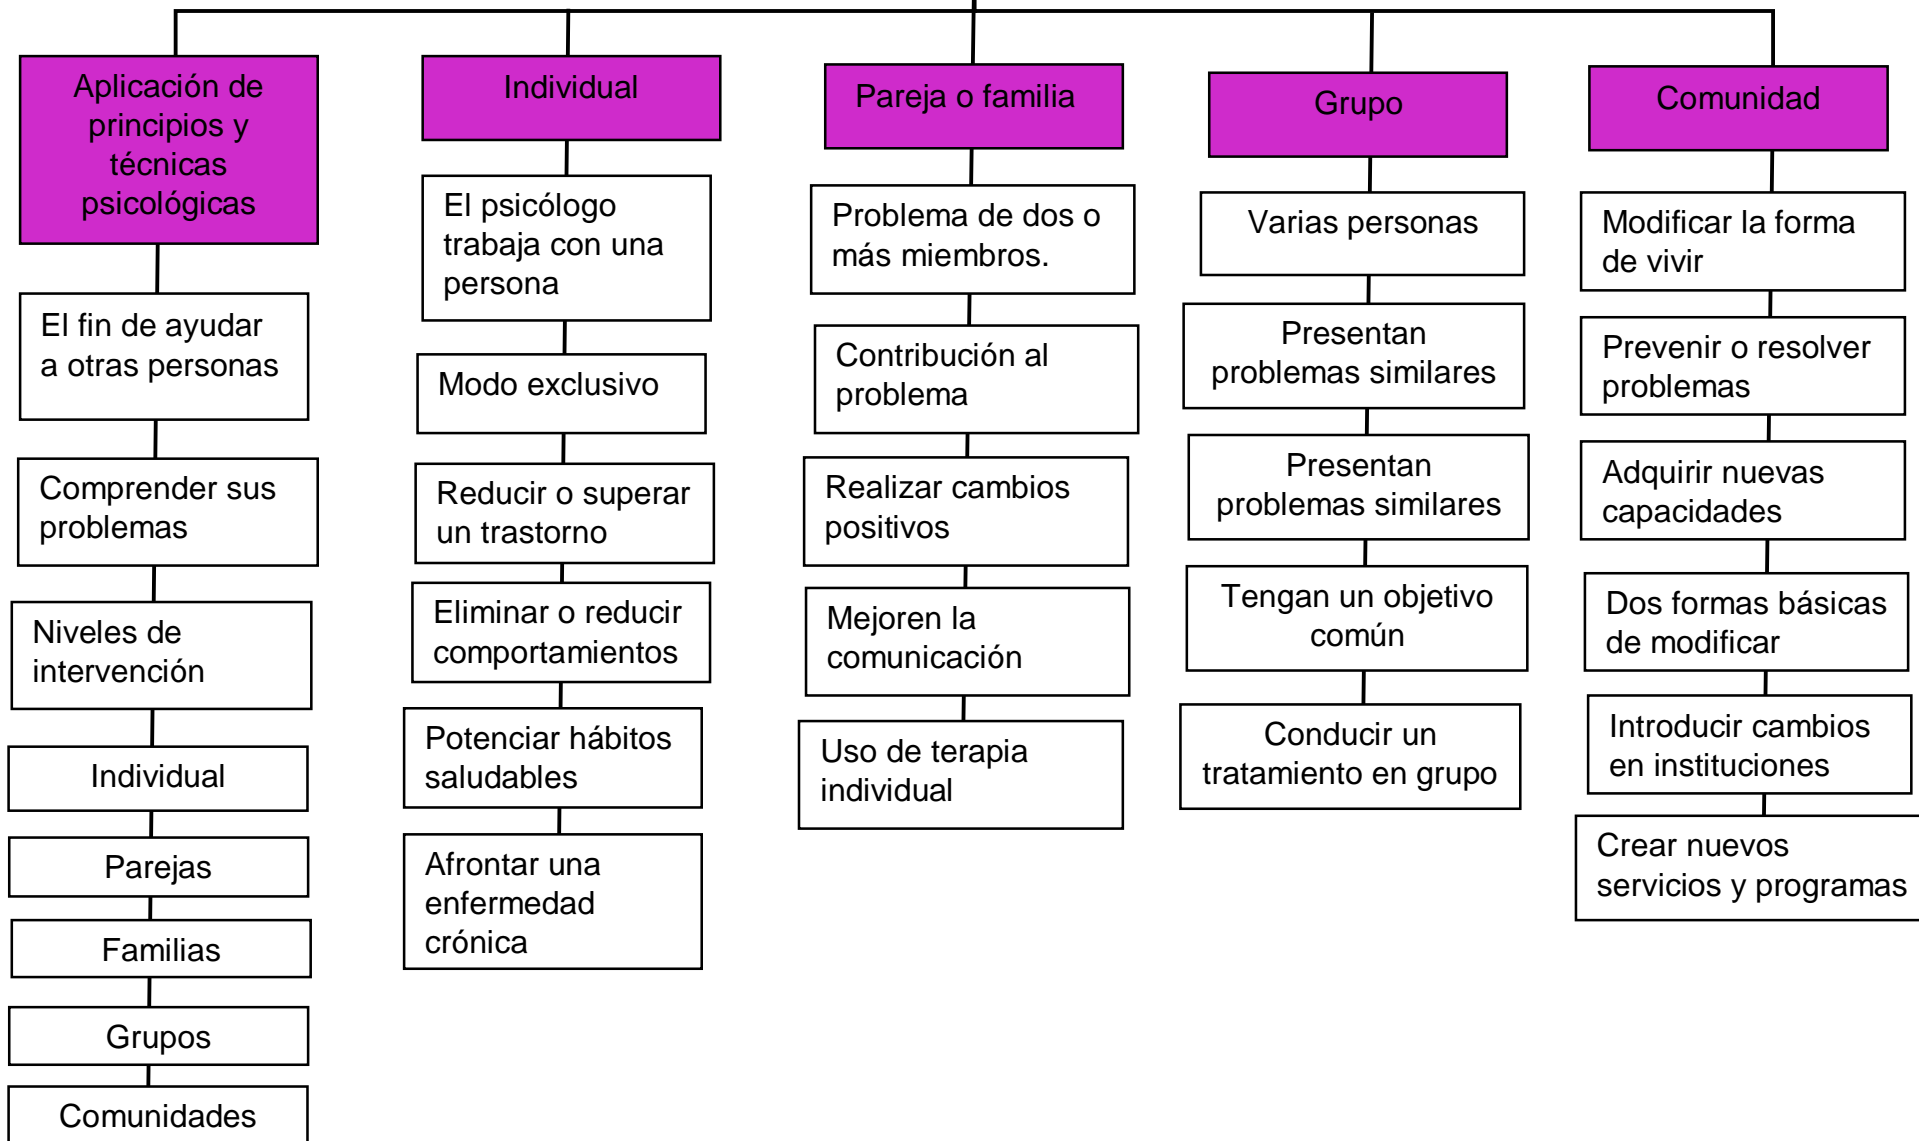 Aplicación de
principios y
técnicas
psicológicas
El fin de ayudar
a otras personas
Comprender sus
problemas
Niveles de
intervención
Individual
Parejas
Familias
Grupos
Comunidades
Individual
El psicólogo
trabaja con una
persona
Modo exclusivo
Reducir o superar
un trastorno
Eliminar o reducir
comportamientos
Potenciar hábitos
saludables
Afrontar una
enfermedad
crónica
Pareja o familia
Problema de dos o
más miembros.
Contribución al
problema
Realizar cambios
positivos
Mejoren la
comunicación
Uso de terapia
individual
Grupo
Varias personas
Presentan
problemas similares
Presentan
problemas similares
Tengan un objetivo
común
Conducir un
tratamiento en grupo
Comunidad
Modificar la forma
de vivir
Prevenir o resolver
problemas
Adquirir nuevas
capacidades
Dos formas básicas
de modificar
Introducir cambios
en instituciones
Crear nuevos
servicios y programas